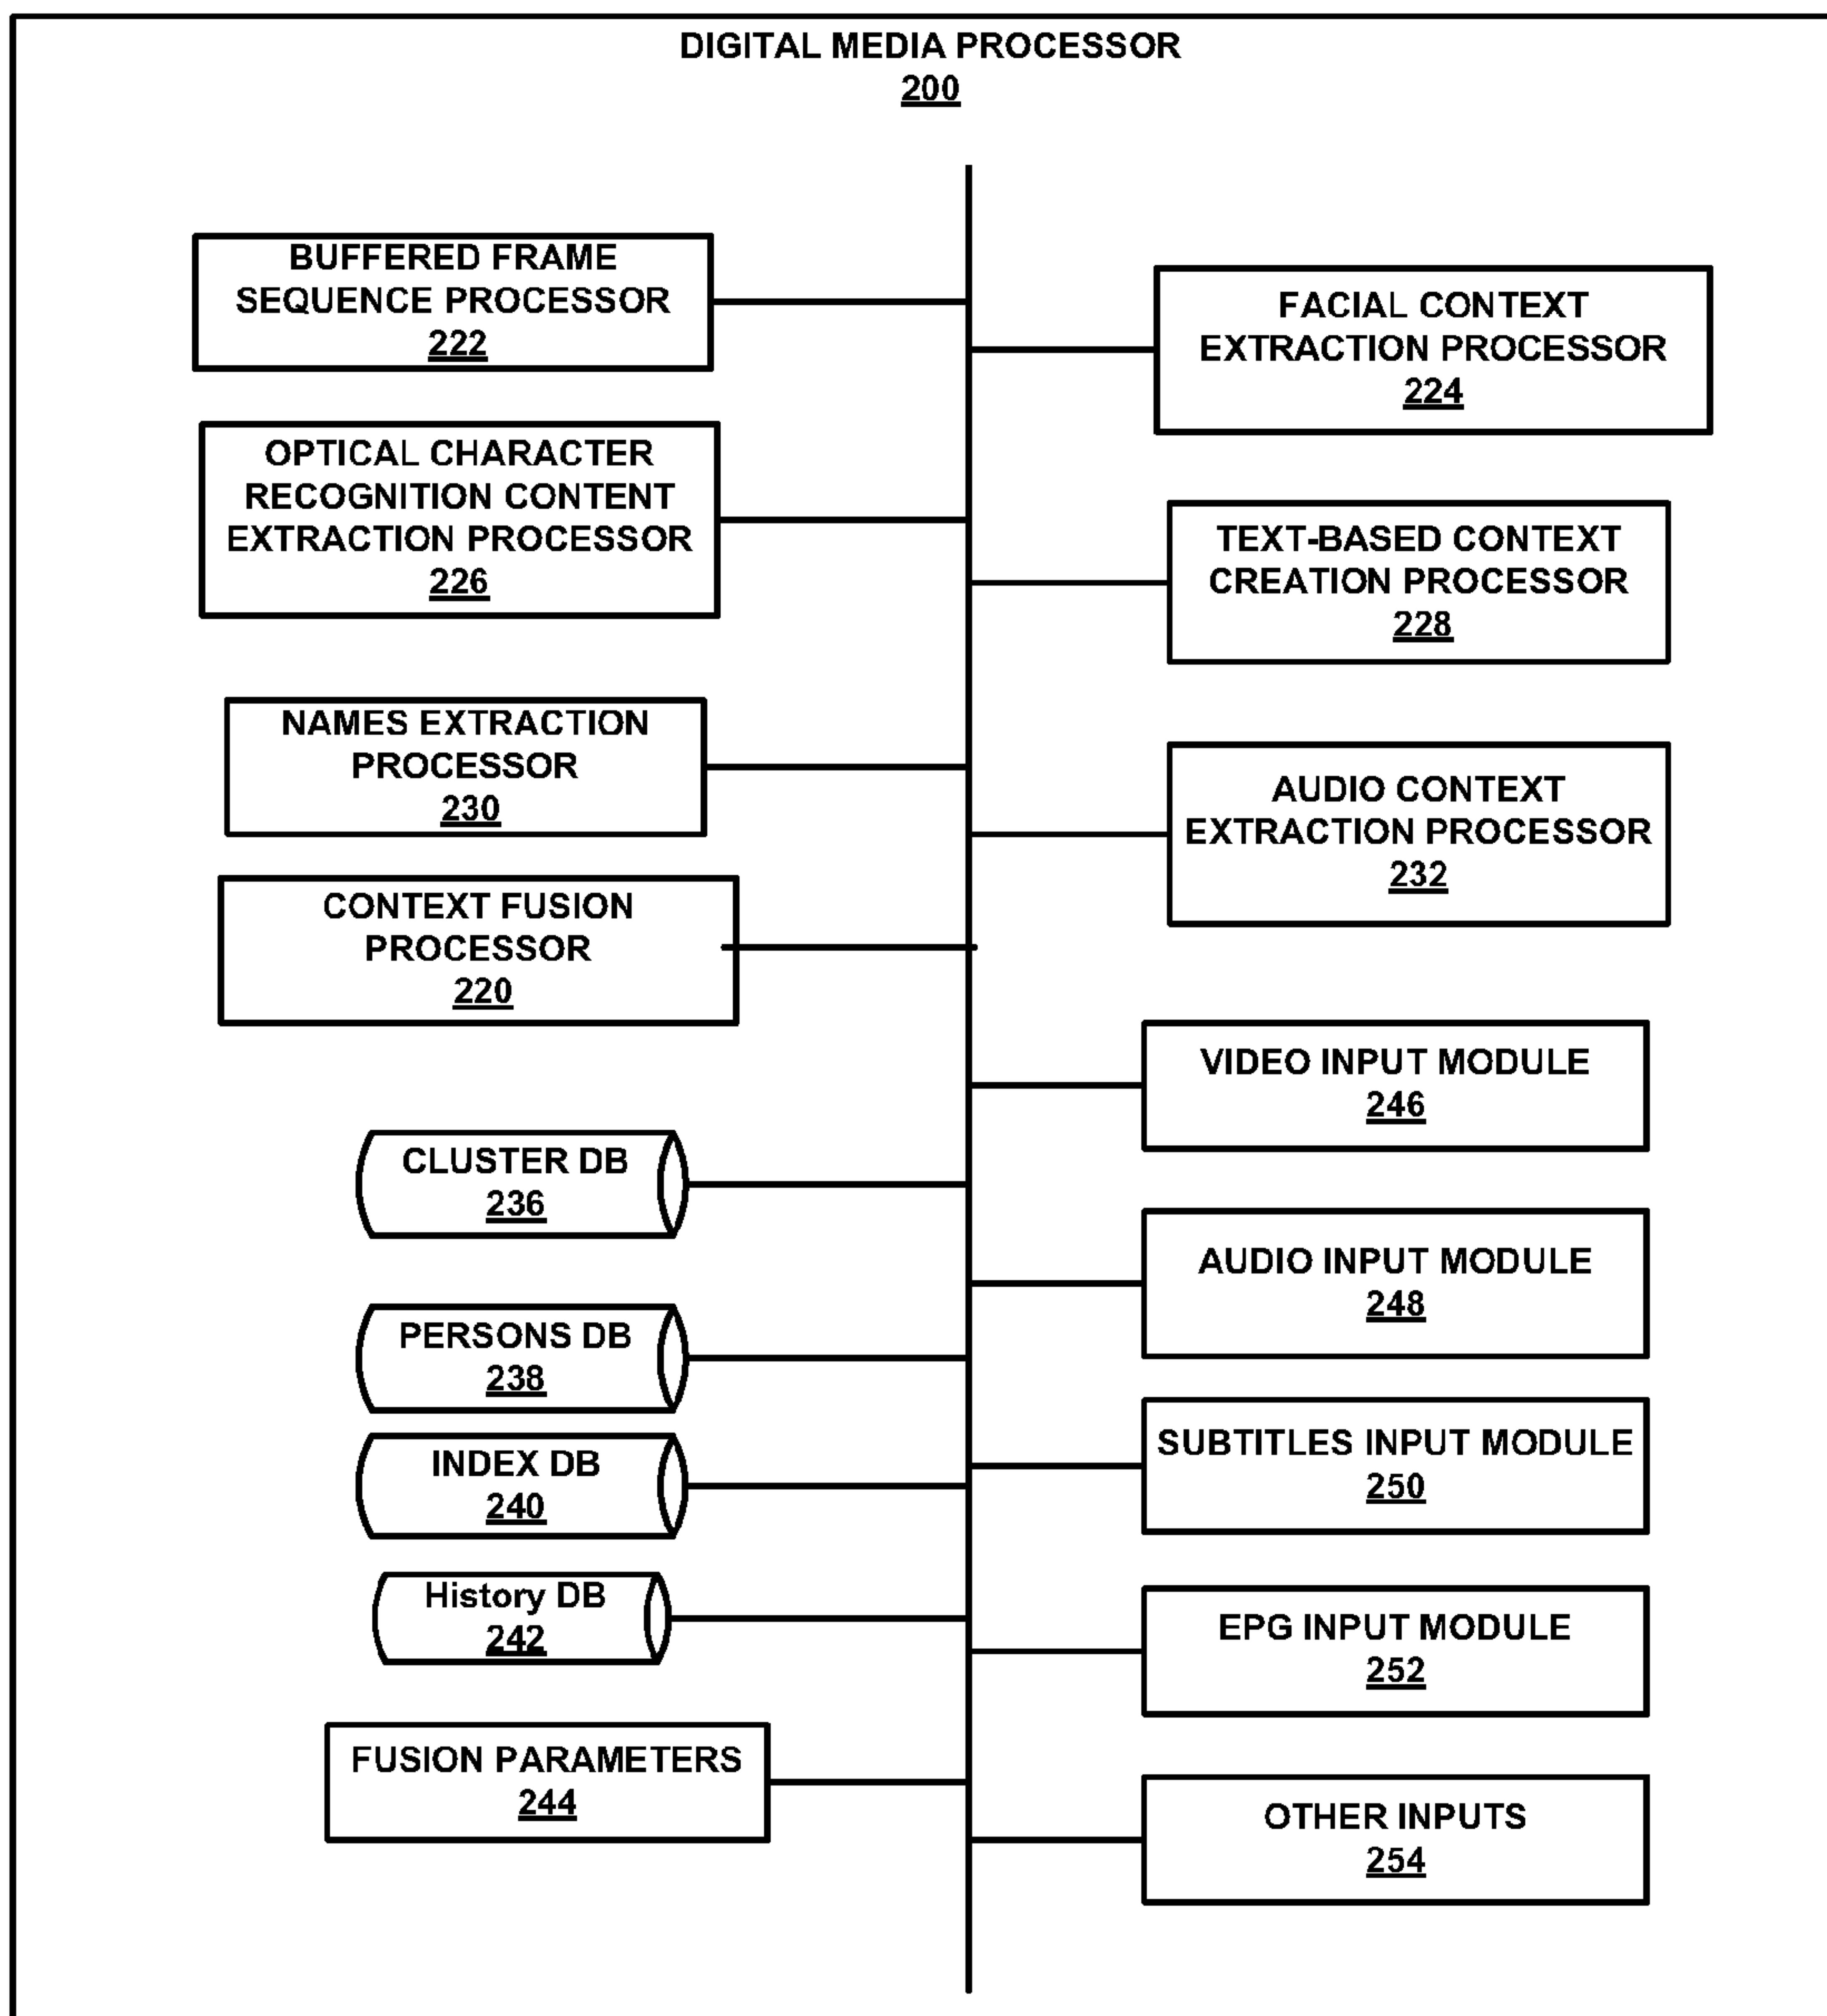 DIGITAL MEDIA PROCESSOR
200
BUFFERED FRAME
SEQUENCE PROCESSOR
222
FACIAL CONTEXT
EXTRACTION PROCESSOR
224
OPTICAL CHARACTER
RECOGNITION CONTENT
EXTRACTION PROCESSOR
226
TEXT-BASED CONTEXT
CREATION PROCESSOR
228
NAMES EXTRACTION
PROCESSOR
230
AUDIO CONTEXT
EXTRACTION PROCESSOR
232
CONTEXT FUSION
PROCESSOR
220
VIDEO INPUT MODULE
246
CLUSTER DB
236
AUDIO INPUT MODULE
248
PERSONS DB
238
SUBTITLES INPUT MODULE
250
INDEX DB
240
History DB
242
EPG INPUT MODULE
252
FUSION PARAMETERS
244
OTHER INPUTS
254